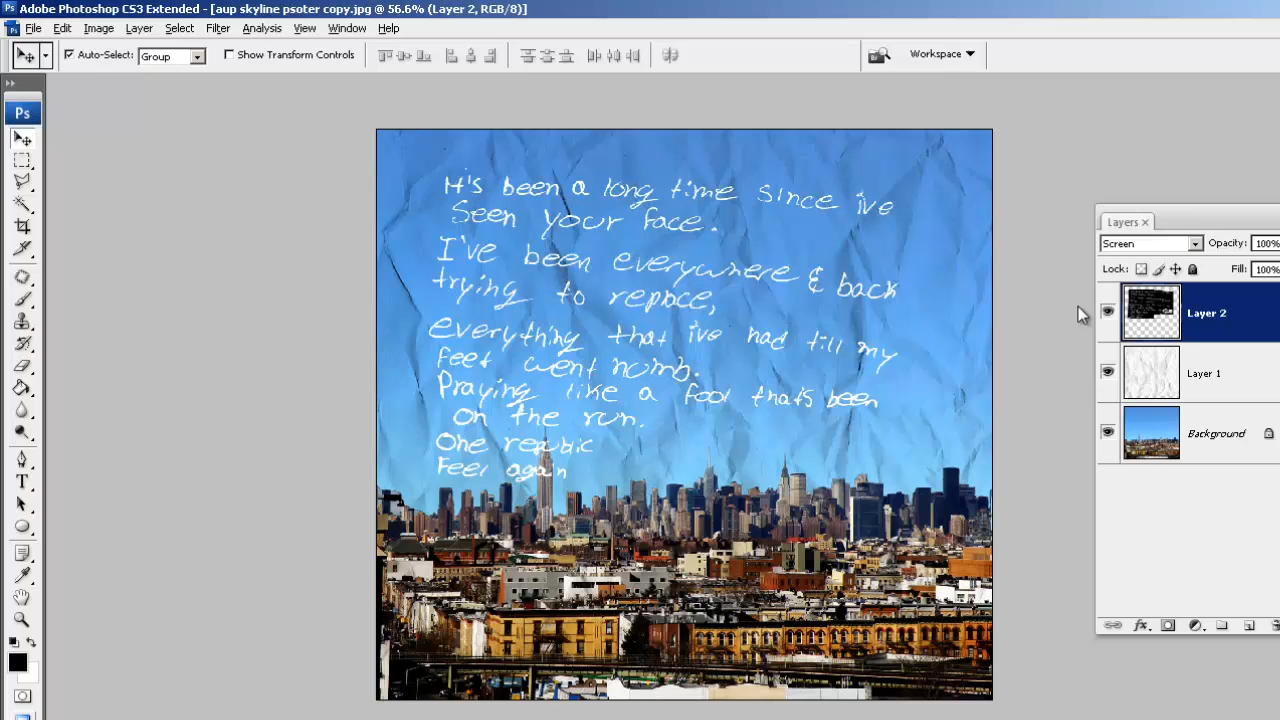 Adobe Photoshop CS3 Extended - [aup skyline psoter copy.jpg @ 56.6% (Layer 2, RGB/8)]
File Edit Image Layer Select Filter Analysis View Window Help
Auto-Select: Group Show Transform Controls Workspace
Ps
It's been a long time since ive
Seen your face.
I've been everywhere & back
trying to replace,
everything that ive had till my
feet went numb.
Praying like a fool thats been
On the run.
One repubic
Feel again
Layers
Screen Opacity: 100%
Lock: Fill: 100%
Layer 2
Layer 1
Background